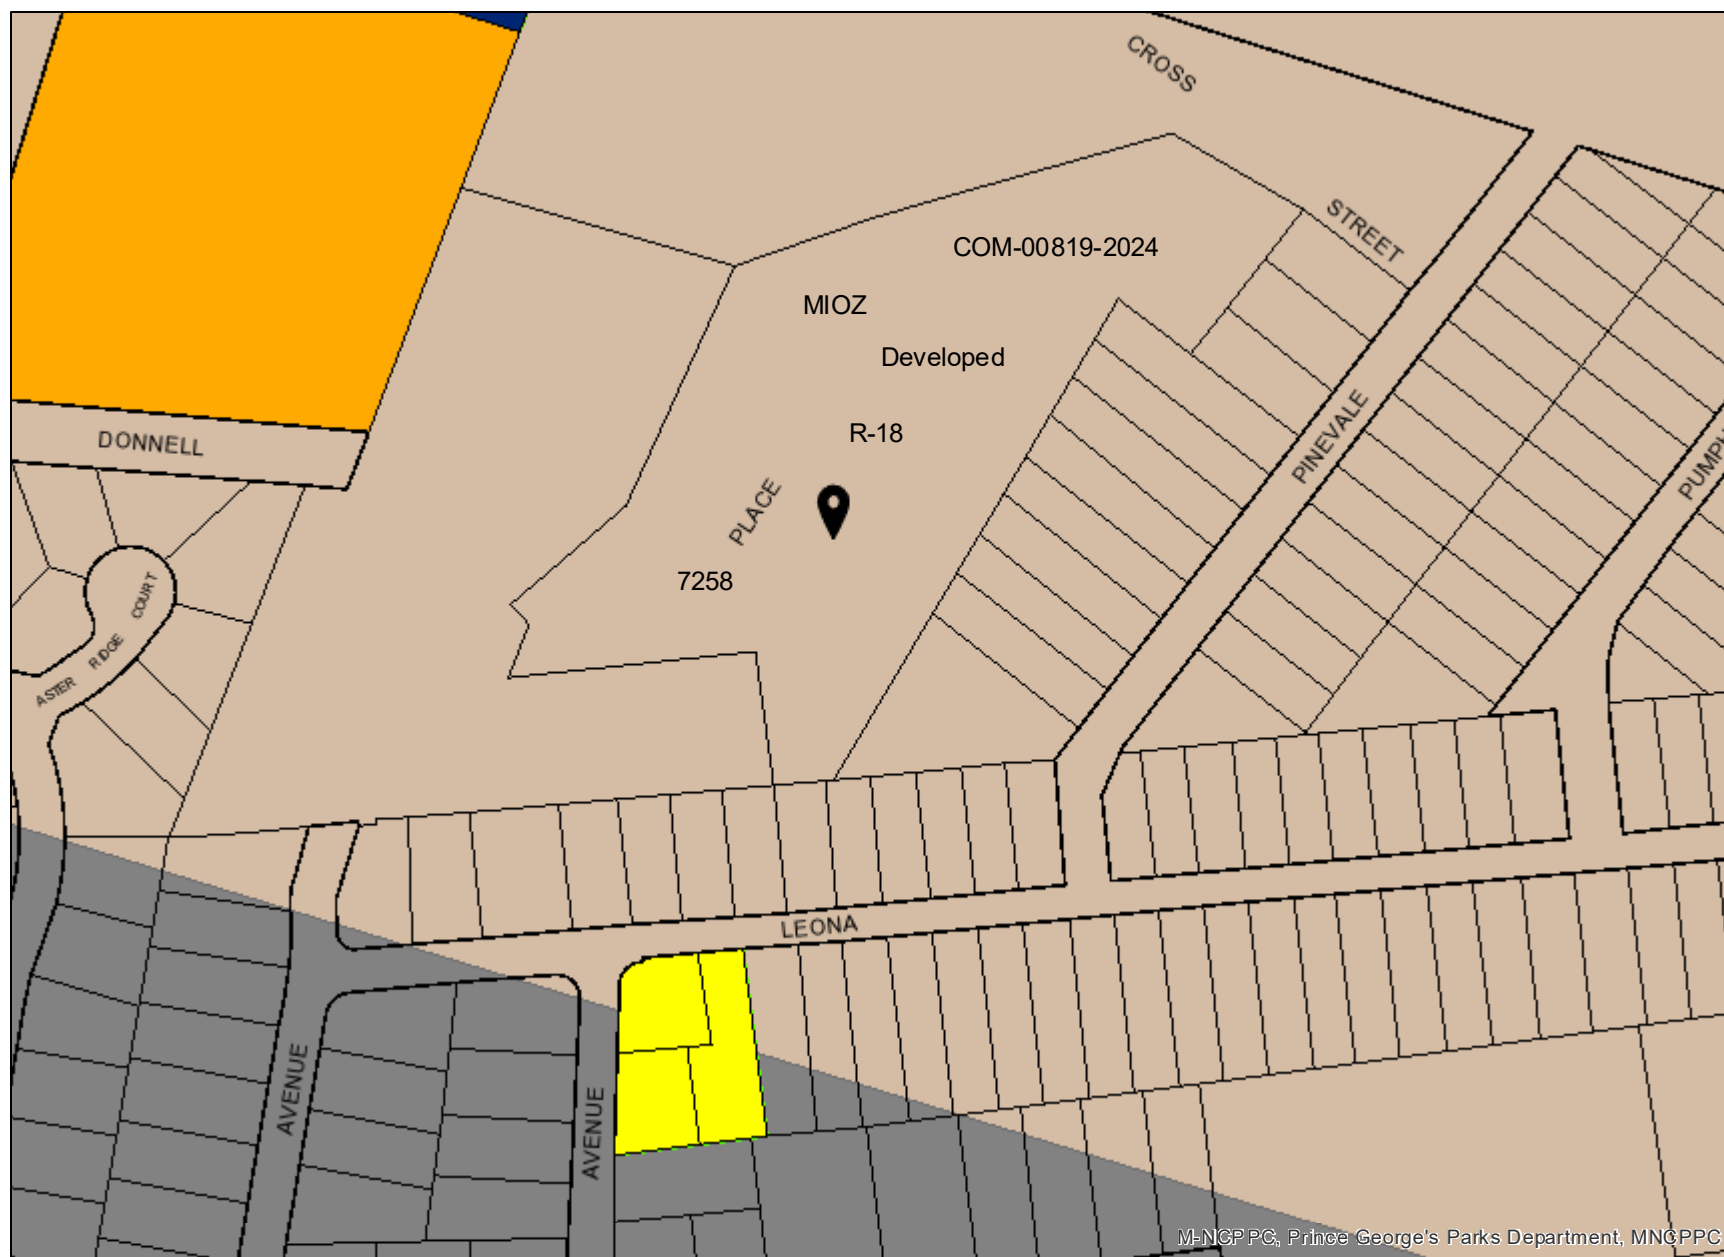 CROSS
STREET
COM-00819-2024
MIOZ
Developed
R-18
DONNELL
PINEVALE
PLACE
7258
COURT
RIDGE
ASTER
LEONA
AVENUE
AVENUE
M-NCPPC, Prince George's Parks Department, MNCPPC